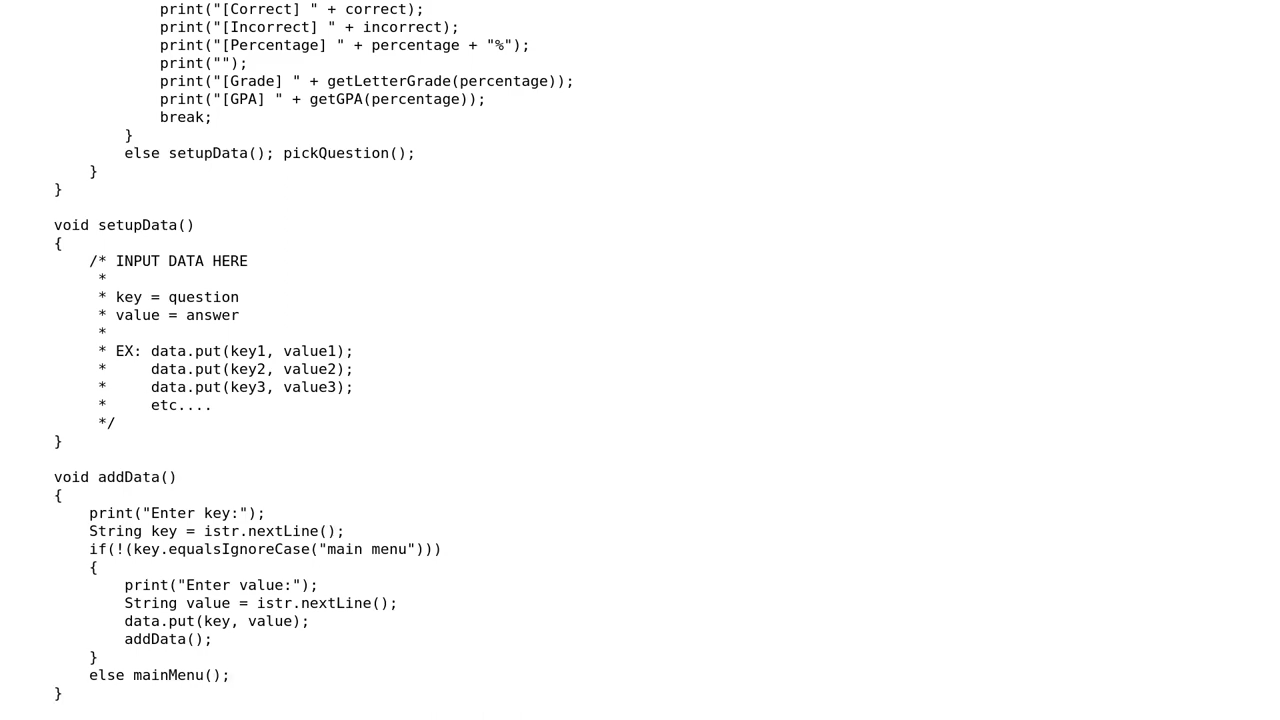 print("[Correct] " + correct);
            print("[Incorrect] " + incorrect);
            print("[Percentage] " + percentage + "%");
            print("");
            print("[Grade] " + getLetterGrade(percentage));
            print("[GPA] " + getGPA(percentage));
            break;
        }
        else setupData(); pickQuestion();
    }
}

void setupData()
{
    /* INPUT DATA HERE
     *
     * key = question
     * value = answer
     *
     * EX: data.put(key1, value1);
     *     data.put(key2, value2);
     *     data.put(key3, value3);
     *     etc....
     */
}

void addData()
{
    print("Enter key:");
    String key = istr.nextLine();
    if(!(key.equalsIgnoreCase("main menu")))
    {
        print("Enter value:");
        String value = istr.nextLine();
        data.put(key, value);
        addData();
    }
    else mainMenu();
}